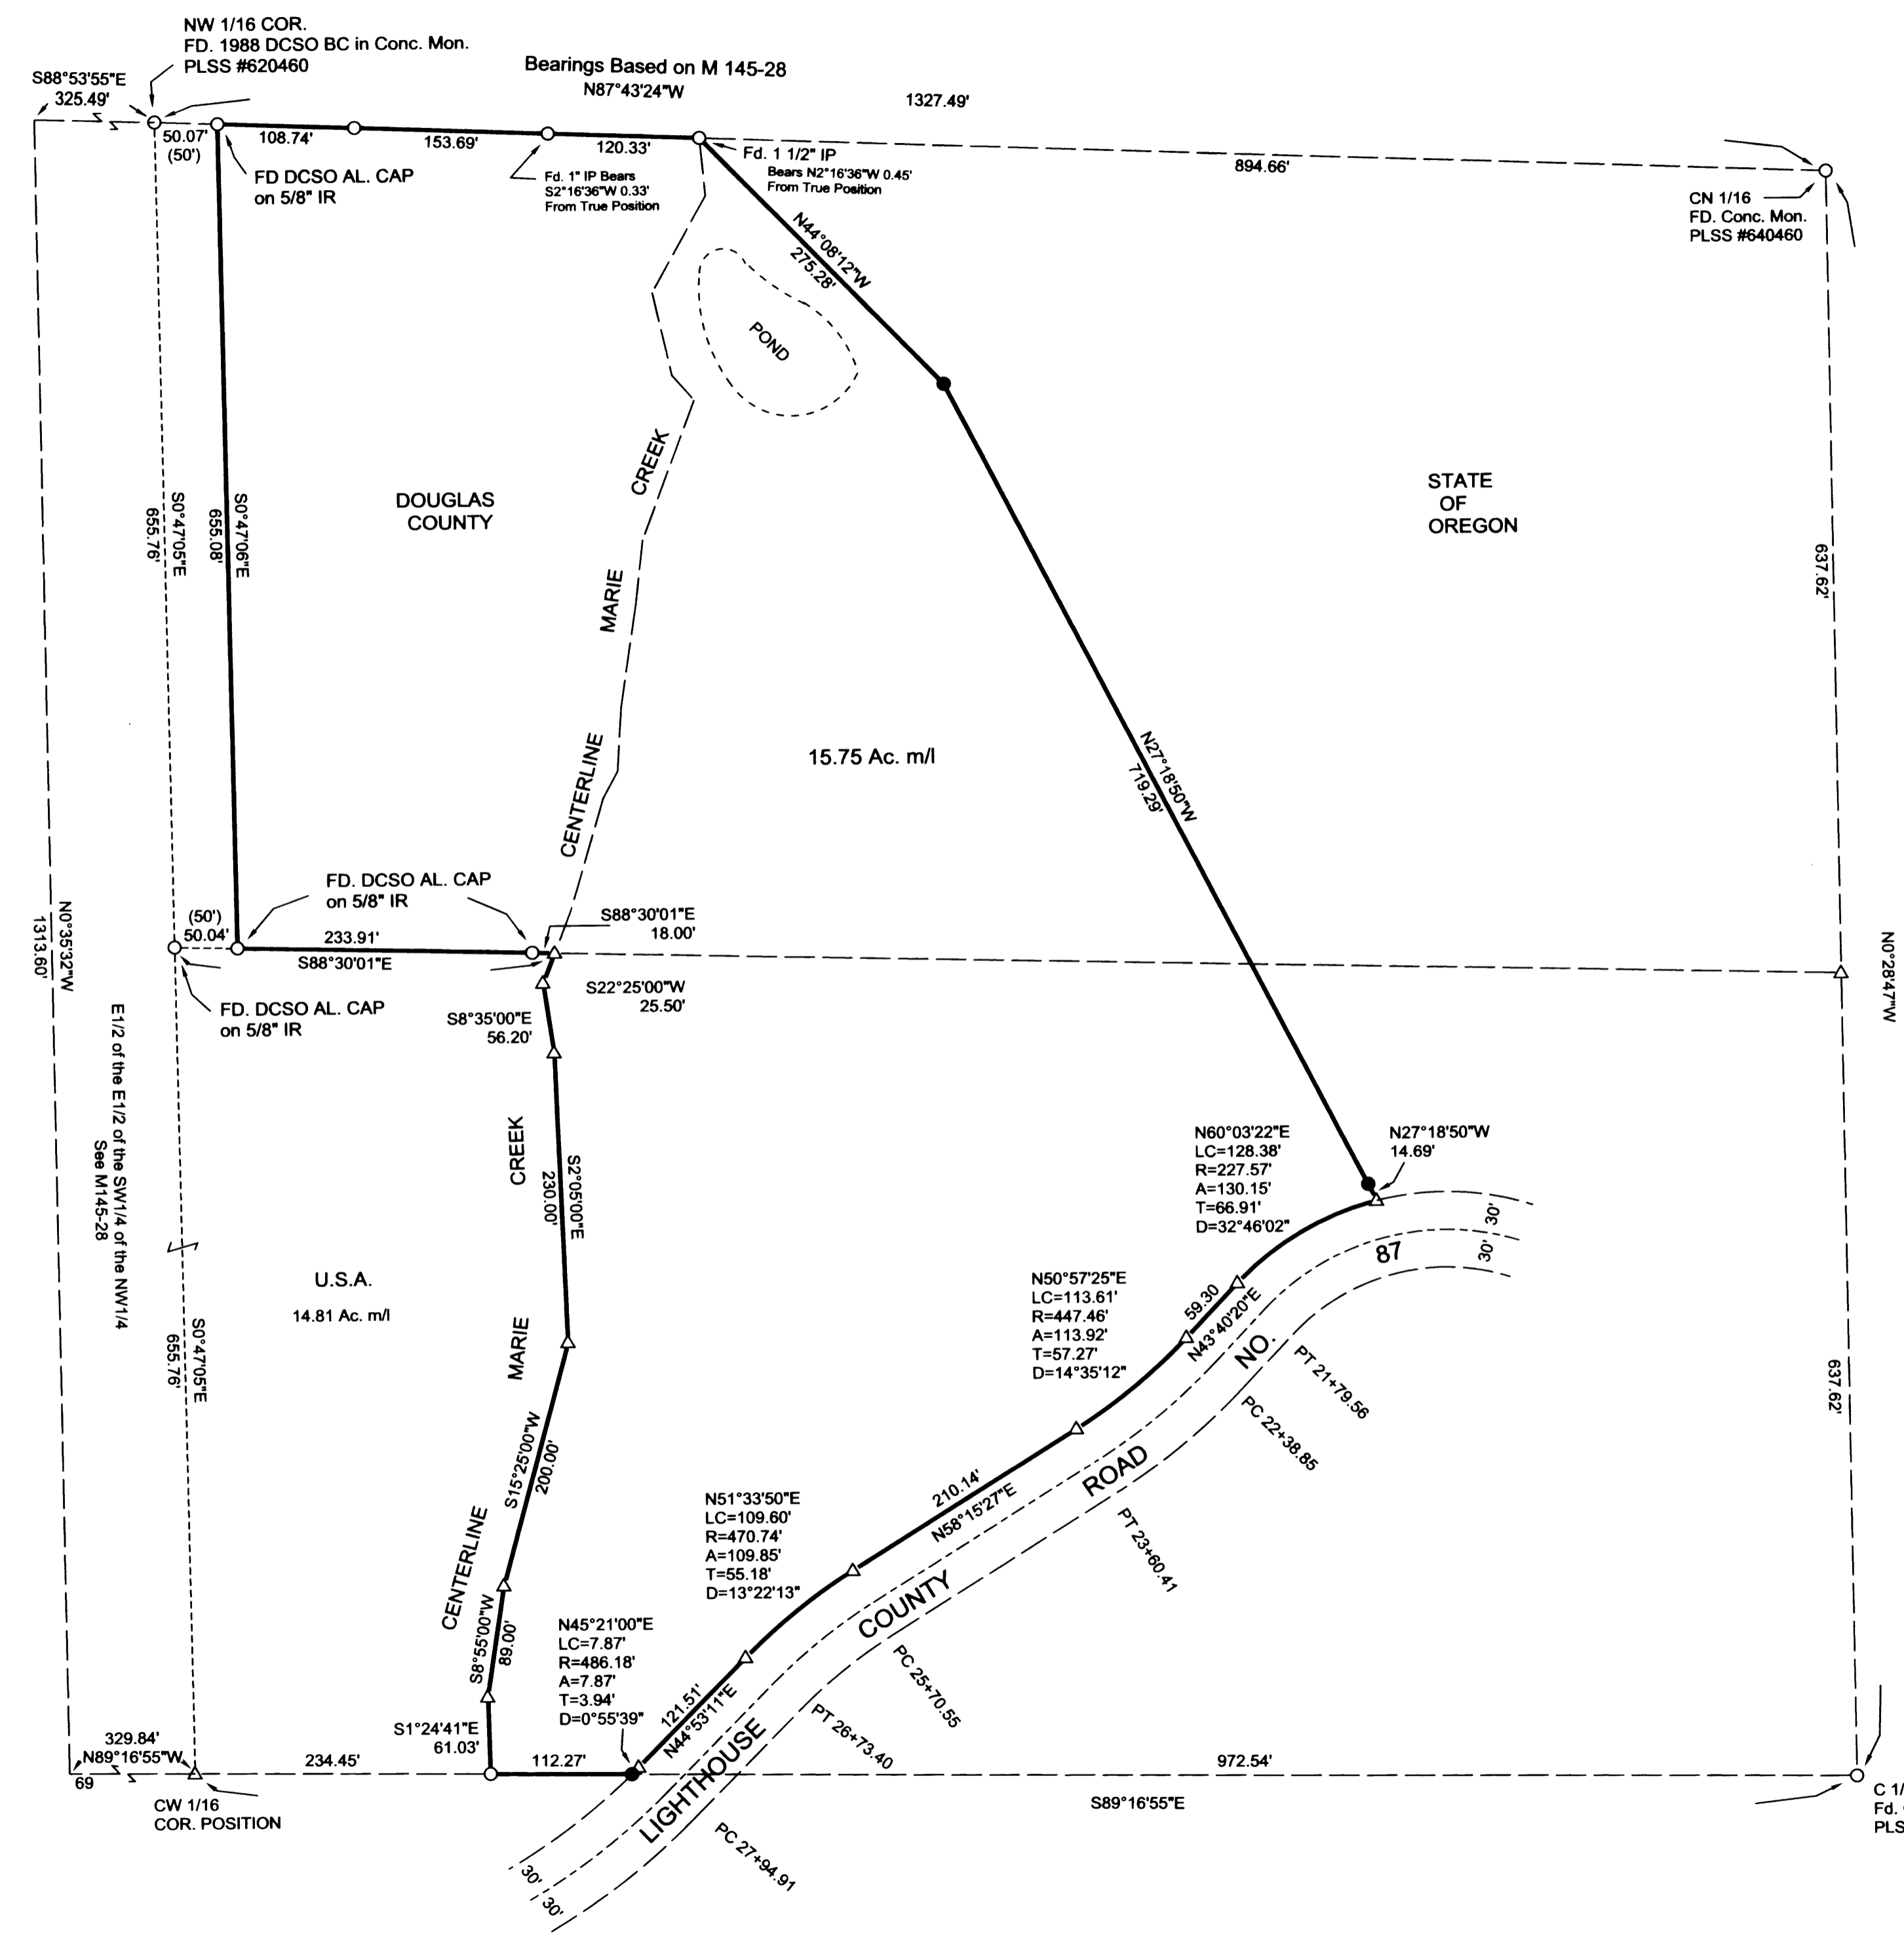 NW 1/16 COR.
FD. 1988 DCSO BC in Conc. Mon.
PLSS #620460
S88°53'55"E
325.49'
Bearings Based on M 145-28
N87°43'24"W
1327.49'
50.07'
(50')
108.74'
153.69'
120.33'
894.66'
FD DCSO AL. CAP
on 5/8" IR
Fd. 1" IP Bears
S2°16'36"W 0.33'
From True Position
Fd. 1 1/2" IP
Bears N2°16'36"W 0.45'
From True Position
CN 1/16
FD. Conc. Mon.
PLSS #640460
N44°08'12"W
275.28'
POND
CREEK
MARIE
CENTERLINE
DOUGLAS
COUNTY
STATE
OF
OREGON
S0°47'05"E
655.76'
S0°47'06"E
655.08'
637.62'
15.75 Ac. m/l
N27°18'50"W
719.29'
FD. DCSO AL. CAP
on 5/8" IR
(50')
50.04'
233.91'
S88°30'01"E
S88°30'01"E
18.00'
N0°35'32"W
1313.60'
N0°28'47"W
FD. DCSO AL. CAP
on 5/8" IR
S22°25'00"W
25.50'
S8°35'00"E
56.20'
E1/2 of the E1/2 of the SW1/4 of the NW1/4
See M145-28
CREEK
MARIE
CENTERLINE
S2°05'00"E
230.00'
U.S.A.
14.81 Ac. m/l
S0°47'05"E
655.76'
N60°03'22"E
LC=128.38'
R=227.57'
A=130.15'
T=66.91'
D=32°46'02"
N27°18'50"W
14.69'
30'
30'
87
N50°57'25"E
LC=113.61'
R=447.46'
A=113.92'
T=57.27'
D=14°35'12"
59.30
N43°40'20"E
NO.
PT 21+79.56
PC 22+38.85
637.62'
S15°25'00"W
200.00'
210.14'
N58°15'27"E
ROAD
PT 23+60.41
N51°33'50"E
LC=109.60'
R=470.74'
A=109.85'
T=55.18'
D=13°22'13"
COUNTY
PC 25+70.55
S8°55'00"W
89.00'
N45°21'00"E
LC=7.87'
R=486.18'
A=7.87'
T=3.94'
D=0°55'39"
121.51'
N44°53'11"E
LIGHTHOUSE
PT 26+73.40
S1°24'41"E
61.03'
329.84'
N89°16'55"W
69
234.45'
112.27'
972.54'
S89°16'55"E
CW 1/16
COR. POSITION
PC 27+94.91
30'
30'
C 1/
Fd.
PLS